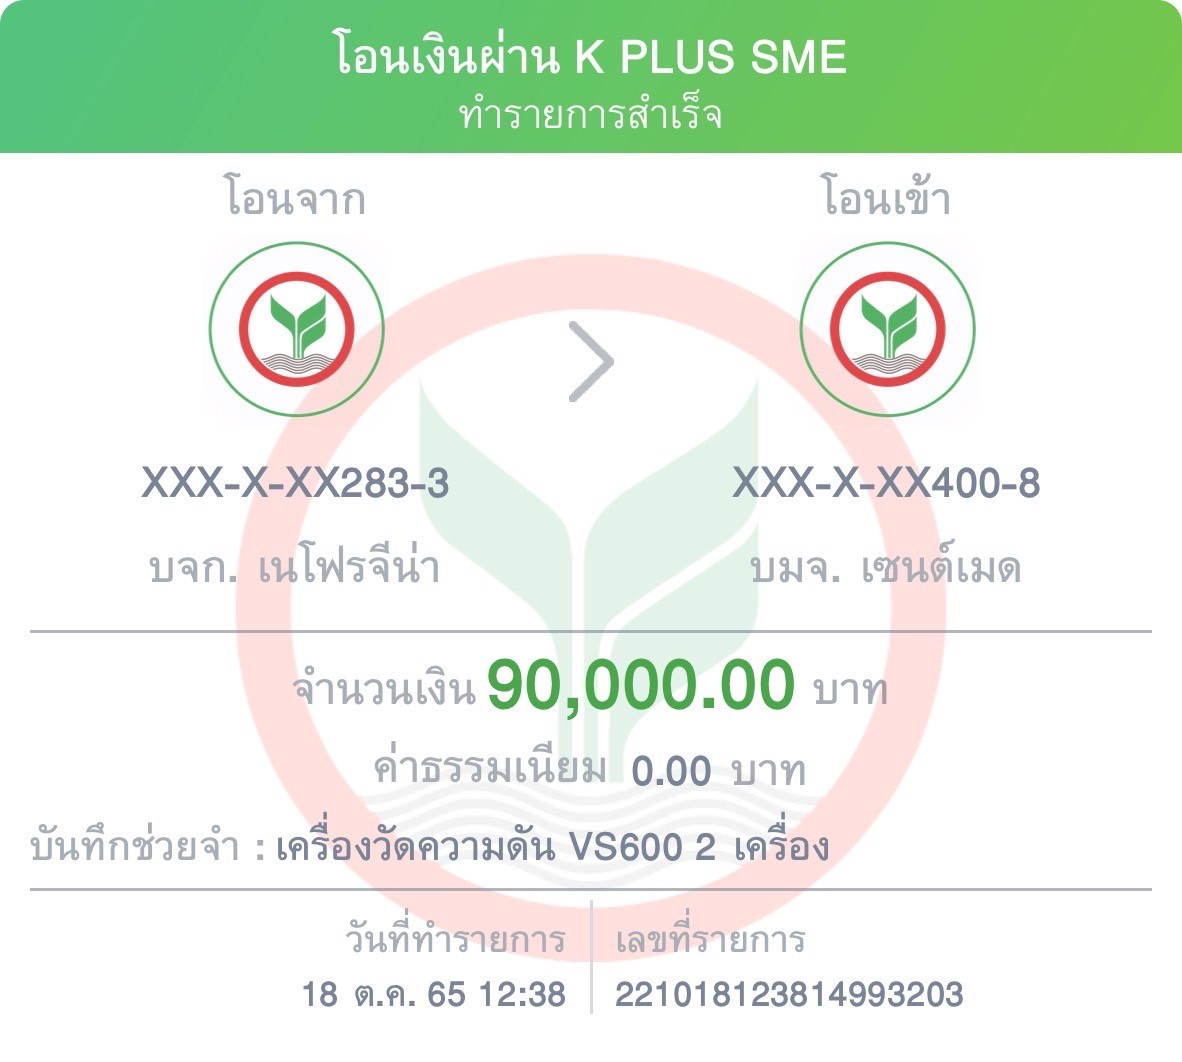 โอนเงินผ่าน K PLUS SME
ทำรายการสำเร็จ
โอนจาก
โอนเข้า
XXX-X-XX283-3
XXX-X-XX400-8
บจก. เนโฟรจีน่า
บมจ. เซนต์เมด
จำนวนเงิน 90,000.00 บาท
ค่าธรรมเนียม 0.00 บาท
บันทึกช่วยจำ : เครื่องวัดความดัน VS600 2 เครื่อง
วันที่ทำรายการ
เลขที่รายการ
18 ต.ค. 65 12:38
221018123814993203